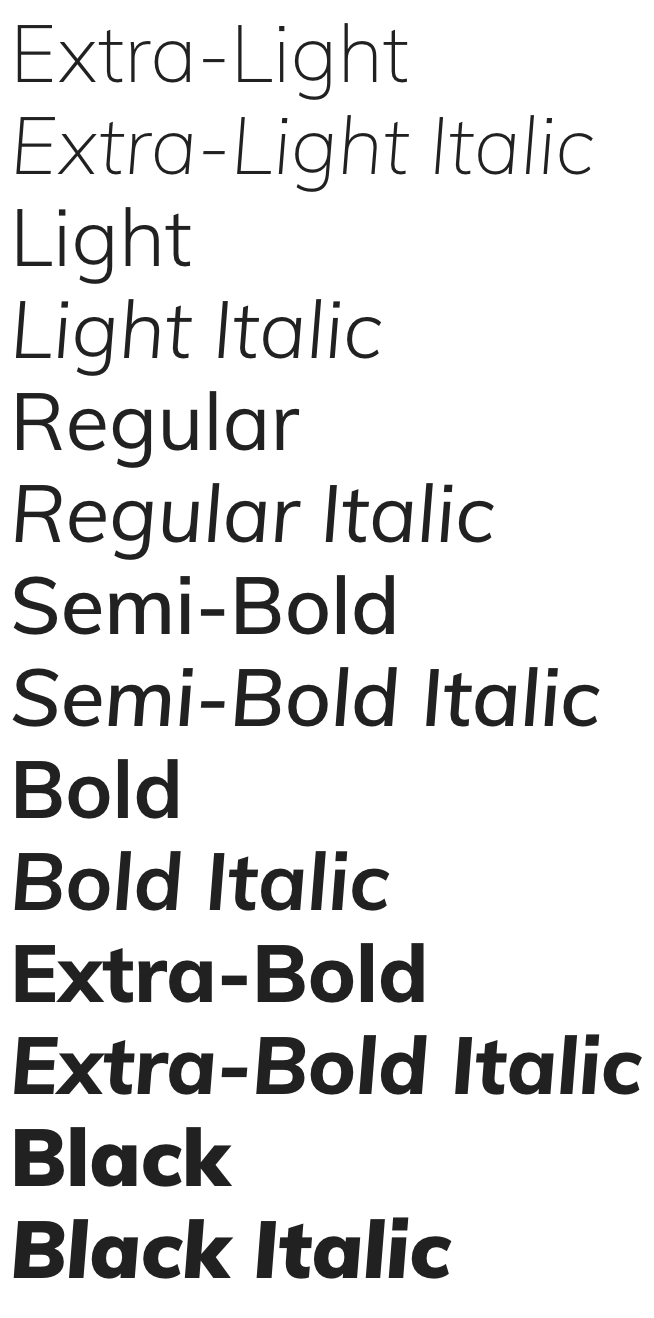 Extra-Light
Extra-Light Italic
Light
Light Italic
Regular
Regular Italic
Semi-Bold
Semi-Bold Italic
Bold
Bold Italic
Extra-Bold
Extra-Bold Italic
Black
Black Italic